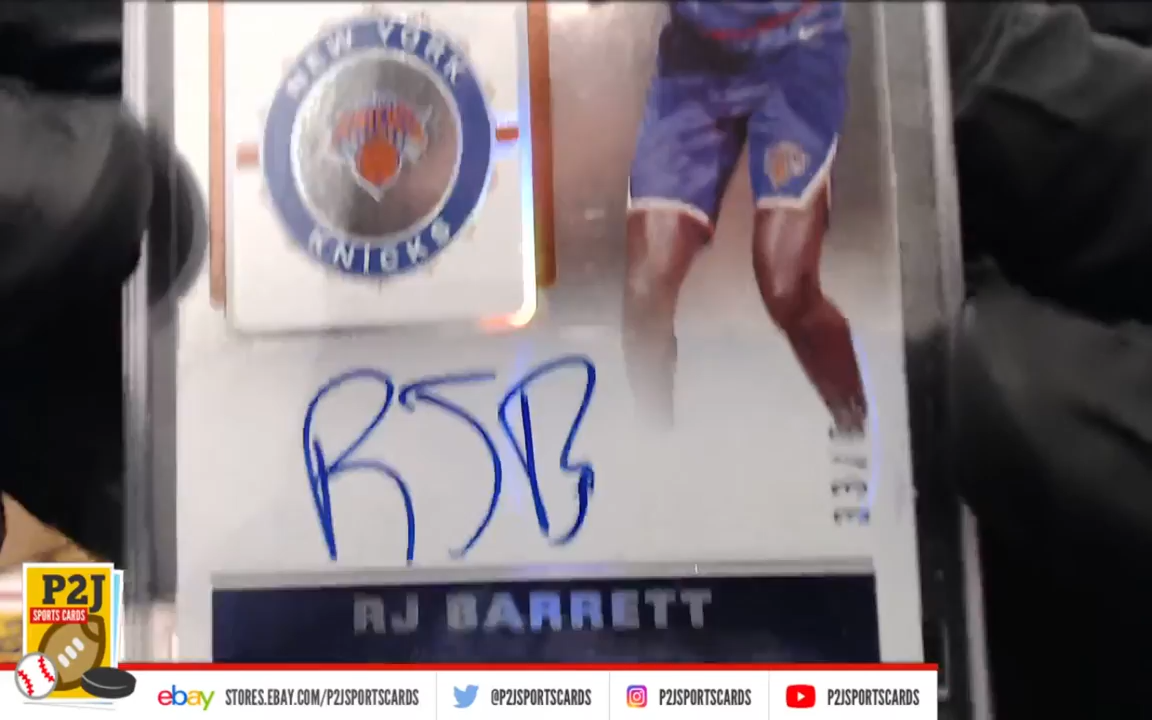 NEW YORK
KNICKS
RJB
RJ BARRETT
P2J
SPORTS CARDS
ebay STORES.EBAY.COM/P2JSPORTSCARDS
@P2JSPORTSCARDS
P2JSPORTSCARDS
P2JSPORTSCARDS